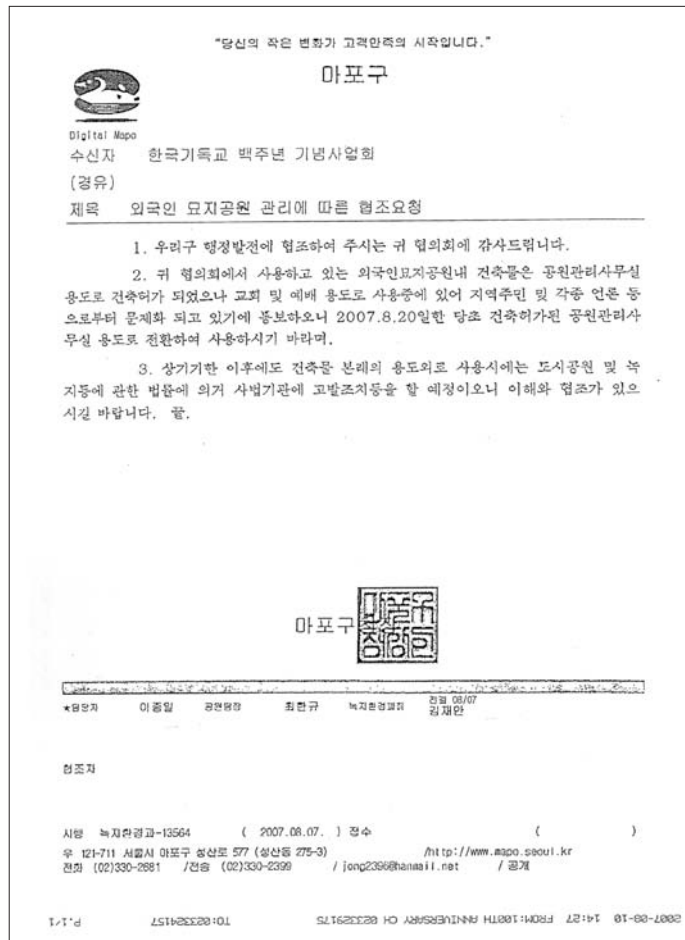 "당신의 작은 변화가 고객만족의 시작입니다."
마포구
Digital Mapo
수신자 한국기독교 백주년 기념사업회
(경유)
제목 외국인 묘지공원 관리에 따른 협조요청
1. 우리구 행정발전에 협조하여 주시는 귀 협의회에 감사드립니다.
2. 귀 협의회에서 사용하고 있는 외국인묘지공원내 건축물은 공원관리사무실
용도로 건축허가 되었으나 교회 및 예배 용도로 사용중에 있어 지역주민 및 각종 언론 등
으로부터 문제화 되고 있기에 통보하오니 2007.8.20일한 당초 건축허가된 공원관리사
무실 용도로 전환하여 사용하시기 바라며,
3. 상기기한 이후에도 건축물 본래의 용도외로 사용시에는 도시공원 및 녹
지등에 관한 법률에 의거 사법기관에 고발조치등을 할 예정이오니 이해와 협조가 있으
시길 바랍니다. 끝.
마포구
★담당자 이종일 공원팀장 최한규 녹지환경과장 전결 08/07 김재만
협조자
시행 녹지환경과-13564 ( 2007.08.07. ) 접수 ( )
우 121-711 서울시 마포구 성산로 577 (성산동 275-3) /http://www.mapo.seoul.kr
전화 (02)330-2681 /전송 (02)330-2399 / jong2396@hanmail.net / 공개
2007-08-10 14:27 FROM:100TH ANNIVERSARY CH 023329175 TO:023324157 P.1/1